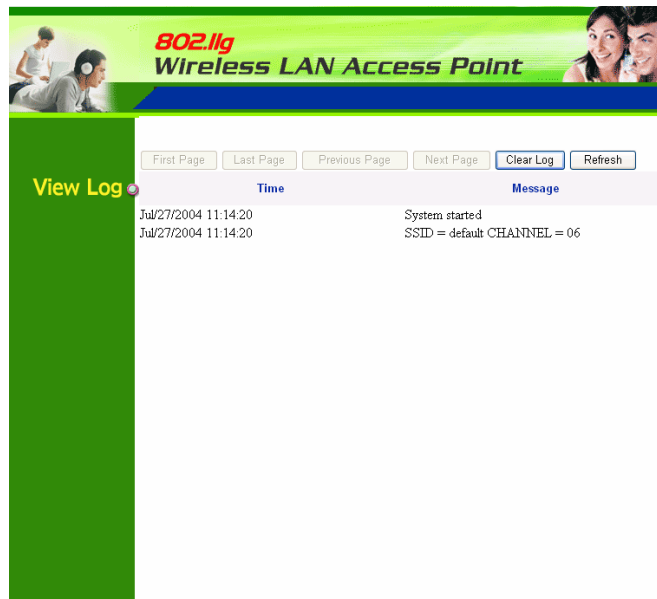 802.11g
Wireless LAN Access Point
First Page Last Page Previous Page Next Page Clear Log Refresh
View Log
Time Message
Jul/27/2004 11:14:20 System started
Jul/27/2004 11:14:20 SSID = default CHANNEL = 06